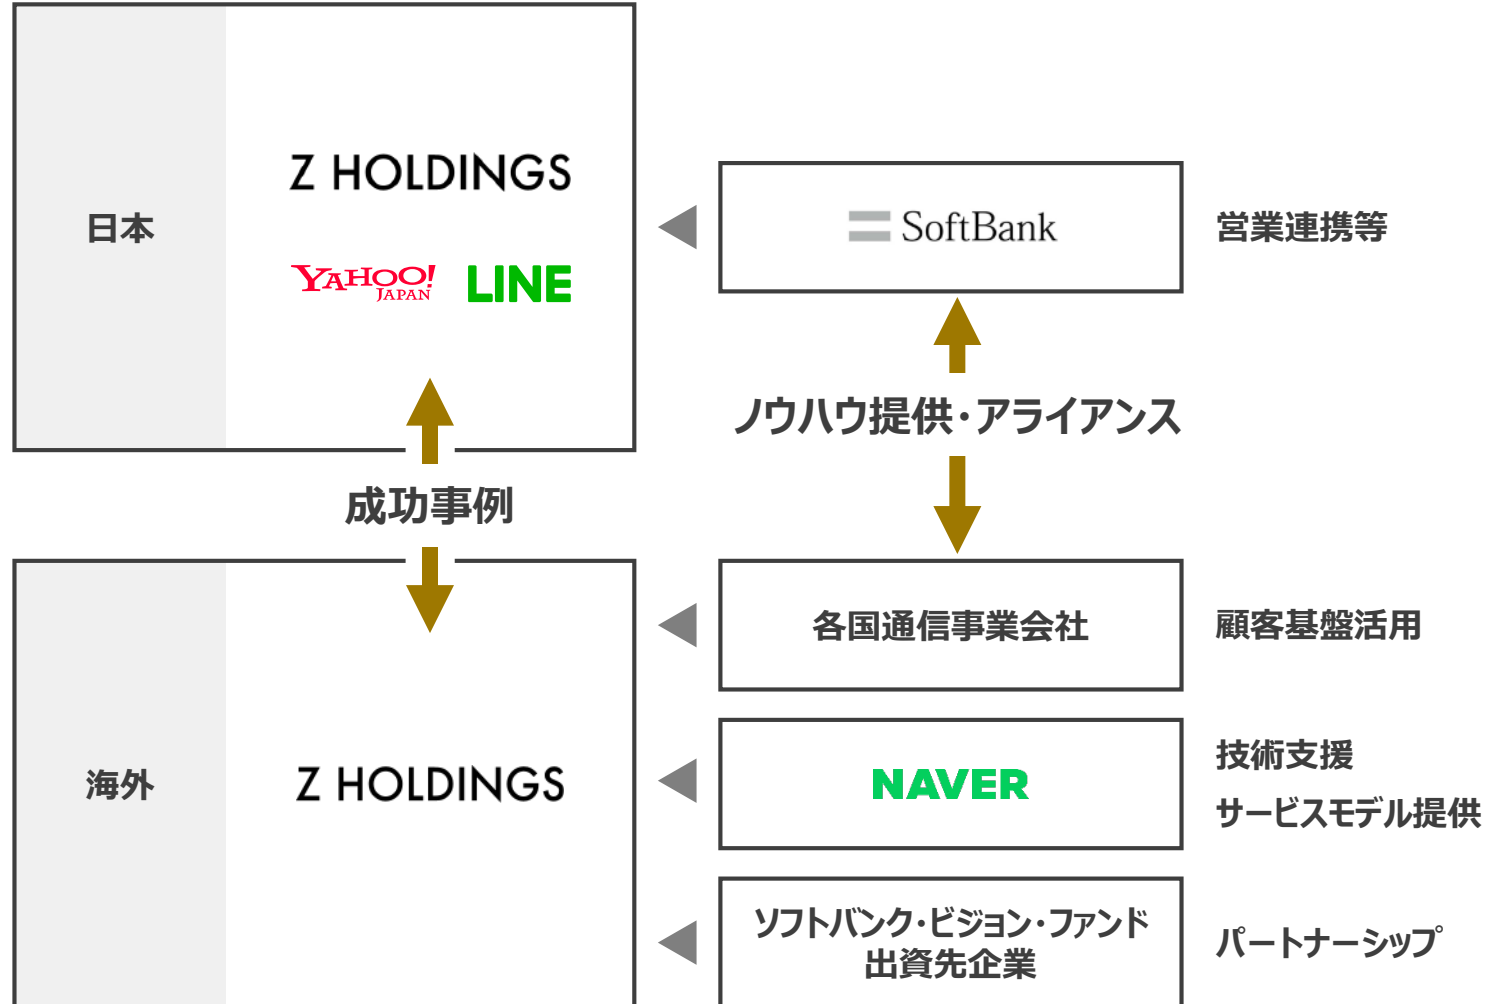 日本
Z HOLDINGS
YAHOO!
JAPAN
LINE
SoftBank
営業連携等
ノウハウ提供・アライアンス
成功事例
海外
Z HOLDINGS
各国通信事業会社
顧客基盤活用
NAVER
技術支援
サービスモデル提供
ソフトバンク・ビジョン・ファンド
出資先企業
パートナーシップ